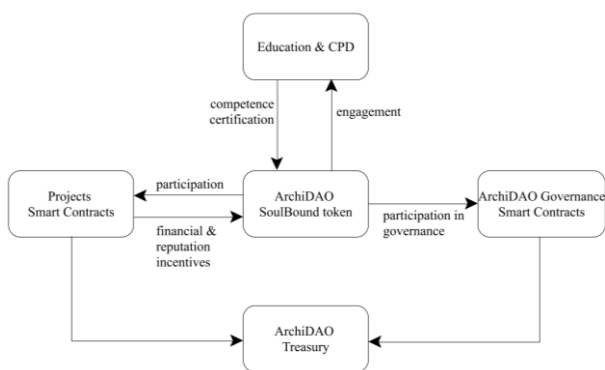 Education & CPD
competence
certification
engagement
Projects
Smart Contracts
participation
financial &
reputation
incentives
ArchiDAO
SoulBound token
participation in
governance
ArchiDAO Governance
Smart Contracts
ArchiDAO
Treasury